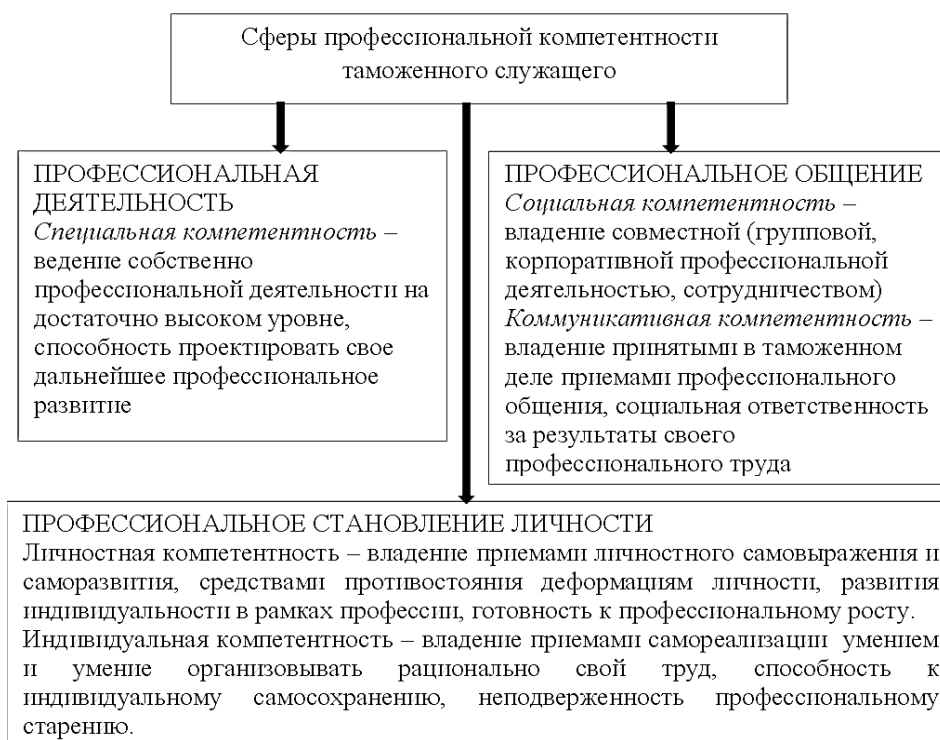 Сферы профессиональной компетентности
таможенного служащего
ПРОФЕССИОНАЛЬНАЯ
ДЕЯТЕЛЬНОСТЬ
Специальная компетентность –
ведение собственно
профессиональной деятельности на
достаточно высоком уровне,
способность проектировать свое
дальнейшее профессиональное
развитие
ПРОФЕССИОНАЛЬНОЕ ОБЩЕНИЕ
Социальная компетентность –
владение совместной (групповой,
корпоративной профессиональной
деятельностью, сотрудничеством)
Коммуникативная компетентность –
владение принятыми в таможенном
деле приемами профессионального
общения, социальная ответственность
за результаты своего
профессионального труда
ПРОФЕССИОНАЛЬНОЕ СТАНОВЛЕНИЕ ЛИЧНОСТИ
Личностная компетентность – владение приемами личностного самовыражения и
саморазвития, средствами противостояния деформациям личности, развития
индивидуальности в рамках профессии, готовность к профессиональному росту.
Индивидуальная компетентность – владение приемами самореализации умением
и умение организовывать рационально свой труд, способность к
индивидуальному самосохранению, неподверженность профессиональному
старению.